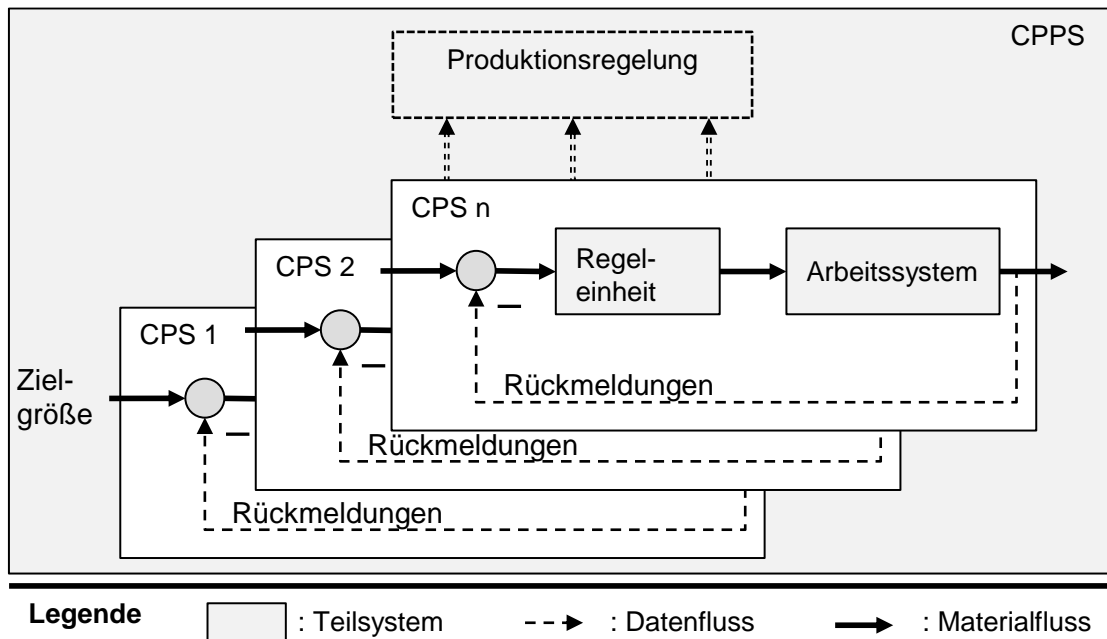 CPPS
Produktionsregelung
CPS n
Regel-
einheit
Arbeitssystem
Rückmeldungen
CPS 2
Rückmeldungen
CPS 1
Ziel-
größe
Rückmeldungen
Legende
: Teilsystem
: Datenfluss
: Materialfluss